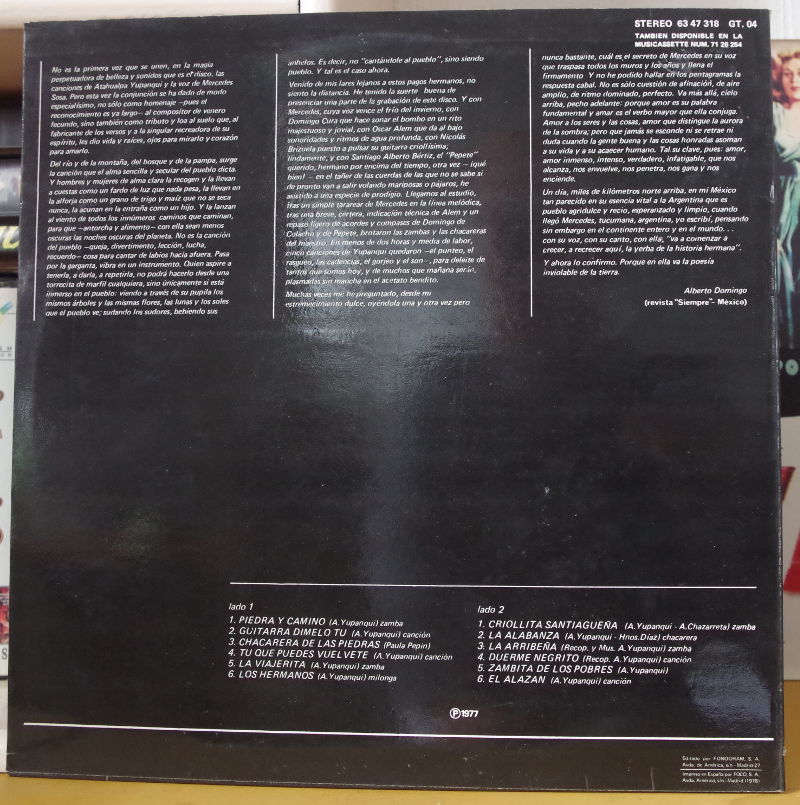 STEREO 63 47 318 GT. 04
TAMBIEN DISPONIBLE EN LA
MUSICASSETTE NUM. 71 26 254
No es la primera vez que se unen, en la magia
perpetuadora de belleza y sonidos que es el disco, las
canciones de Atahualpa Yupanqui y la voz de Mercedes
Sosa. Pero esta vez la conjunción se ha dado de modo
especialísimo, no sólo como homenaje —pues el
reconocimiento es ya largo— al compositor de venero
fecundo, sino también como tributo y loa al suelo que, al
fabricante de los versos y a la singular recreadora de su
espíritu, les dio vida y raíces, ojos para mirarlo y corazón
para amarlo.
Del río y de la montaña, del bosque y de la pampa, surge
la canción que el alma sencilla y secular del pueblo dicta.
Y hombres y mujeres de alma clara la recogen y la llevan
a cuestas como un fardo de luz que nada pesa, la llevan en
la alforja como un grano de trigo y maíz que no se seca
nunca, la acunan en la entraña como un hijo. Y la lanzan
al viento de todos los innúmeros caminos que caminan,
para que —antorcha y alimento— con ella sean menos
oscuras las noches oscuras del planeta. No es la canción
del pueblo —queja, divertimento, lección, lucha,
recuerdo— cosa para cantar de labios hacia afuera. Pasa
por la garganta, vibra en un instrumento. Quien aspire a
tenerla, a darla, a repetirla, no podrá hacerlo desde una
torrecita de marfil cualquiera, sino únicamente si está
inmerso en el pueblo: viendo a través de su pupila los
mismos árboles y las mismas flores, las lunas y los soles
que el pueblo ve; sudando los sudores, bebiendo sus
anhelos. Es decir, no "cantándole al pueblo", sino siendo
pueblo. Y tal es el caso ahora.
Venido de mis lares lejanos a estos pagos hermanos, no
siento la distancia. He tenido la suerte buena de
presenciar una parte de la grabación de este disco. Y con
Mercedes, cuya voz vence el frío del invierno, con
Domingo Cura que hace sonar el bombo en un rito
majestuoso y jovial, con Oscar Alem que da al bajo
sonoridades y ritmos de agua profunda, con Nicolás
Brizuela puesto a pulsar su guitarra criollísima,
lindamente, y con Santiago Alberto Bértiz, el "Pepete"
querido, hermano por encima del tiempo, otra vez — ¡qué
bien! — en el tañer de las cuerdas de las que no se sabe si
de pronto van a salir volando mariposas o pájaros, he
asistido a una especie de prodigio. Llegamos al estudio,
tras un simple tararear de Mercedes en la línea melódica,
tras una breve, certera, indicación técnica de Alem y un
repaso ligero de acordes y compases de Domingo de
Colacho y de Pepete, brotaron las zambas y las chacareras
del maestro. En menos de dos horas y media de labor,
cinco canciones de Yupanqui quedaron —el punteo, el
rasgueo, las cadencias, el gorjeo y el son—, para deleite de
tantos que somos hoy, y de muchos que mañana serán,
plasmadas sin mancha en el acetato bendito.
Muchas veces me he preguntado, desde mi
estremecimiento dulce, oyéndola una y otra vez pero
nunca bastante, cuál es el secreto de Mercedes en su voz
que traspasa todos los muros y los años y llena el
firmamento. Y no he podido hallar en los pentagramas la
respuesta cabal. No es sólo cuestión de afinación, de aire
amplio, de ritmo dominado, perfecto. Va más allá, cielo
arriba, pecho adelante: porque amor es su palabra
fundamental y amar es el verbo mayor que ella conjuga.
Amor a los seres y las cosas, amor que distingue la aurora
de la sombra; pero que jamás se esconde ni se retrae ni
duda cuando la gente buena y las cosas honradas asoman
a su vida y a su acaecer humano. Tal su clave, pues: amor,
amor inmenso, intenso, verdadero, infatigable, que nos
alcanza, nos envuelve, nos penetra, nos gana y nos
enciende.
Un día, miles de kilómetros norte arriba, en mi México
tan parecido en su esencia vital a la Argentina que es
pueblo agridulce y recio, esperanzado y limpio, cuando
llegó Mercedes, tucumana, argentina, yo escribí, pensando
sin embargo en el continente entero y en el mundo. . .
con su voz, con su canto, con ella, "va a comenzar a
crecer, a recrecer aquí, la yerba de la historia hermana".
Y ahora lo confirmo. Porque en ella va la poesía
inviolable de la tierra.
Alberto Domingo
(revista "Siempre"- México)
lado 1
1. PIEDRA Y CAMINO (A. Yupanqui) zamba
2. GUITARRA DIMELO TU (A. Yupanqui) canción
3. CHACARERA DE LAS PIEDRAS (Paula Pepin)
4. TU QUE PUEDES VUELVETE (A. Yupanqui) canción
5. LA VIAJERITA (A. Yupanqui) zamba
6. LOS HERMANOS (A. Yupanqui) milonga
lado 2
1. CRIOLLITA SANTIAGUEÑA (A. Yupanqui - A. Chazarreta) zamba
2. LA ALABANZA (A. Yupanqui - Hnos. Díaz) chacarera
3. LA ARRIBEÑA (Recop. y Mus. A. Yupanqui) zamba
4. DUERME NEGRITO (Recop. A. Yupanqui) canción
5. ZAMBITA DE LOS POBRES (A. Yupanqui)
6. EL ALAZAN (A. Yupanqui) canción
Ⓟ 1977
Editado por FONOGRAM, S. A.
Avda. de América, s/n - Madrid-27
Impreso en España por FOCO, S. A.
Avda. América, s/n - Madrid (1978)